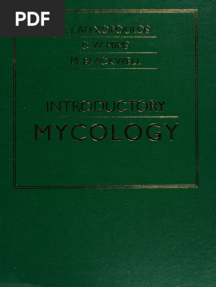 PDF
ALEXOPOULOS
C. W. MIMS
M. BLACKWELL
INTRODUCTORY
MYCOLOGY